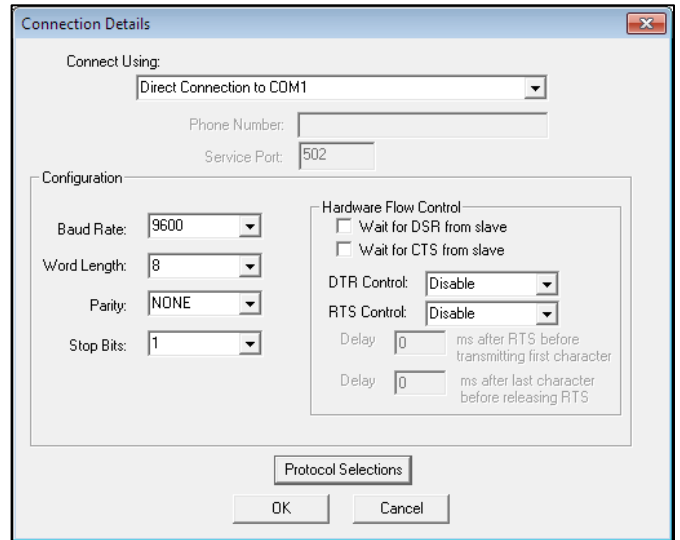 Connection Details
Connect Using:
Direct Connection to COM1
Phone Number:
Service Port: 502
Configuration
Baud Rate: 9600
Word Length: 8
Parity: NONE
Stop Bits: 1
Hardware Flow Control
Wait for DSR from slave
Wait for CTS from slave
DTR Control: Disable
RTS Control: Disable
Delay 0 ms after RTS before
transmitting first character
Delay 0 ms after last character
before releasing RTS
Protocol Selections
OK Cancel